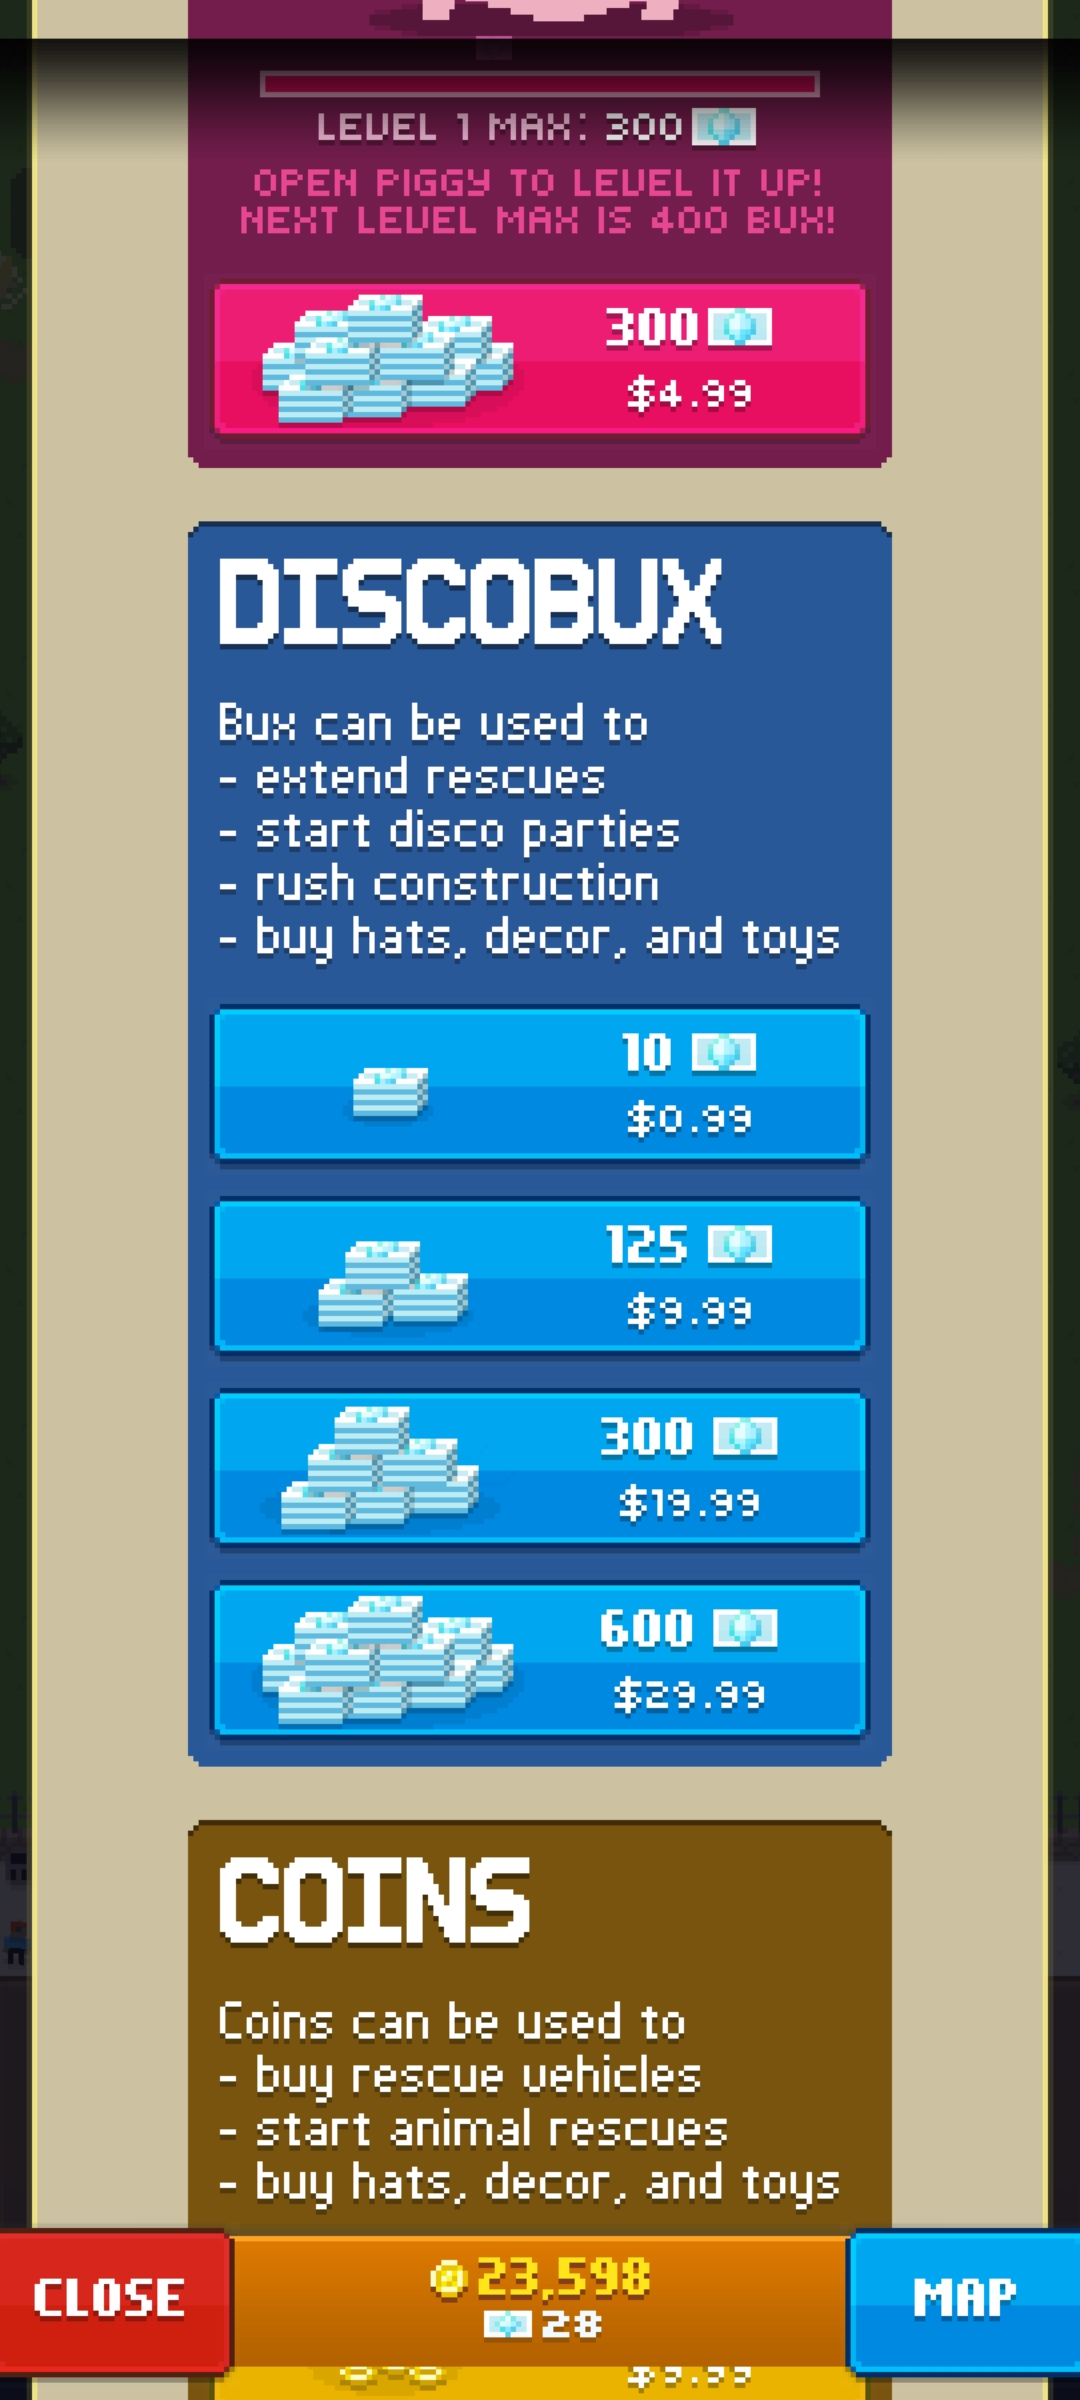 LEVEL 1 MAX: 300
OPEN PIGGY TO LEVEL IT UP!
NEXT LEVEL MAX IS 400 BUX!
300
$4.99
DISCOBUX
Bux can be used to
- extend rescues
- start disco parties
- rush construction
- buy hats, decor, and toys
10
$0.99
125
$9.99
300
$19.99
600
$29.99
COINS
Coins can be used to
- buy rescue vehicles
- start animal rescues
- buy hats, decor, and toys
CLOSE
23,598
28
MAP